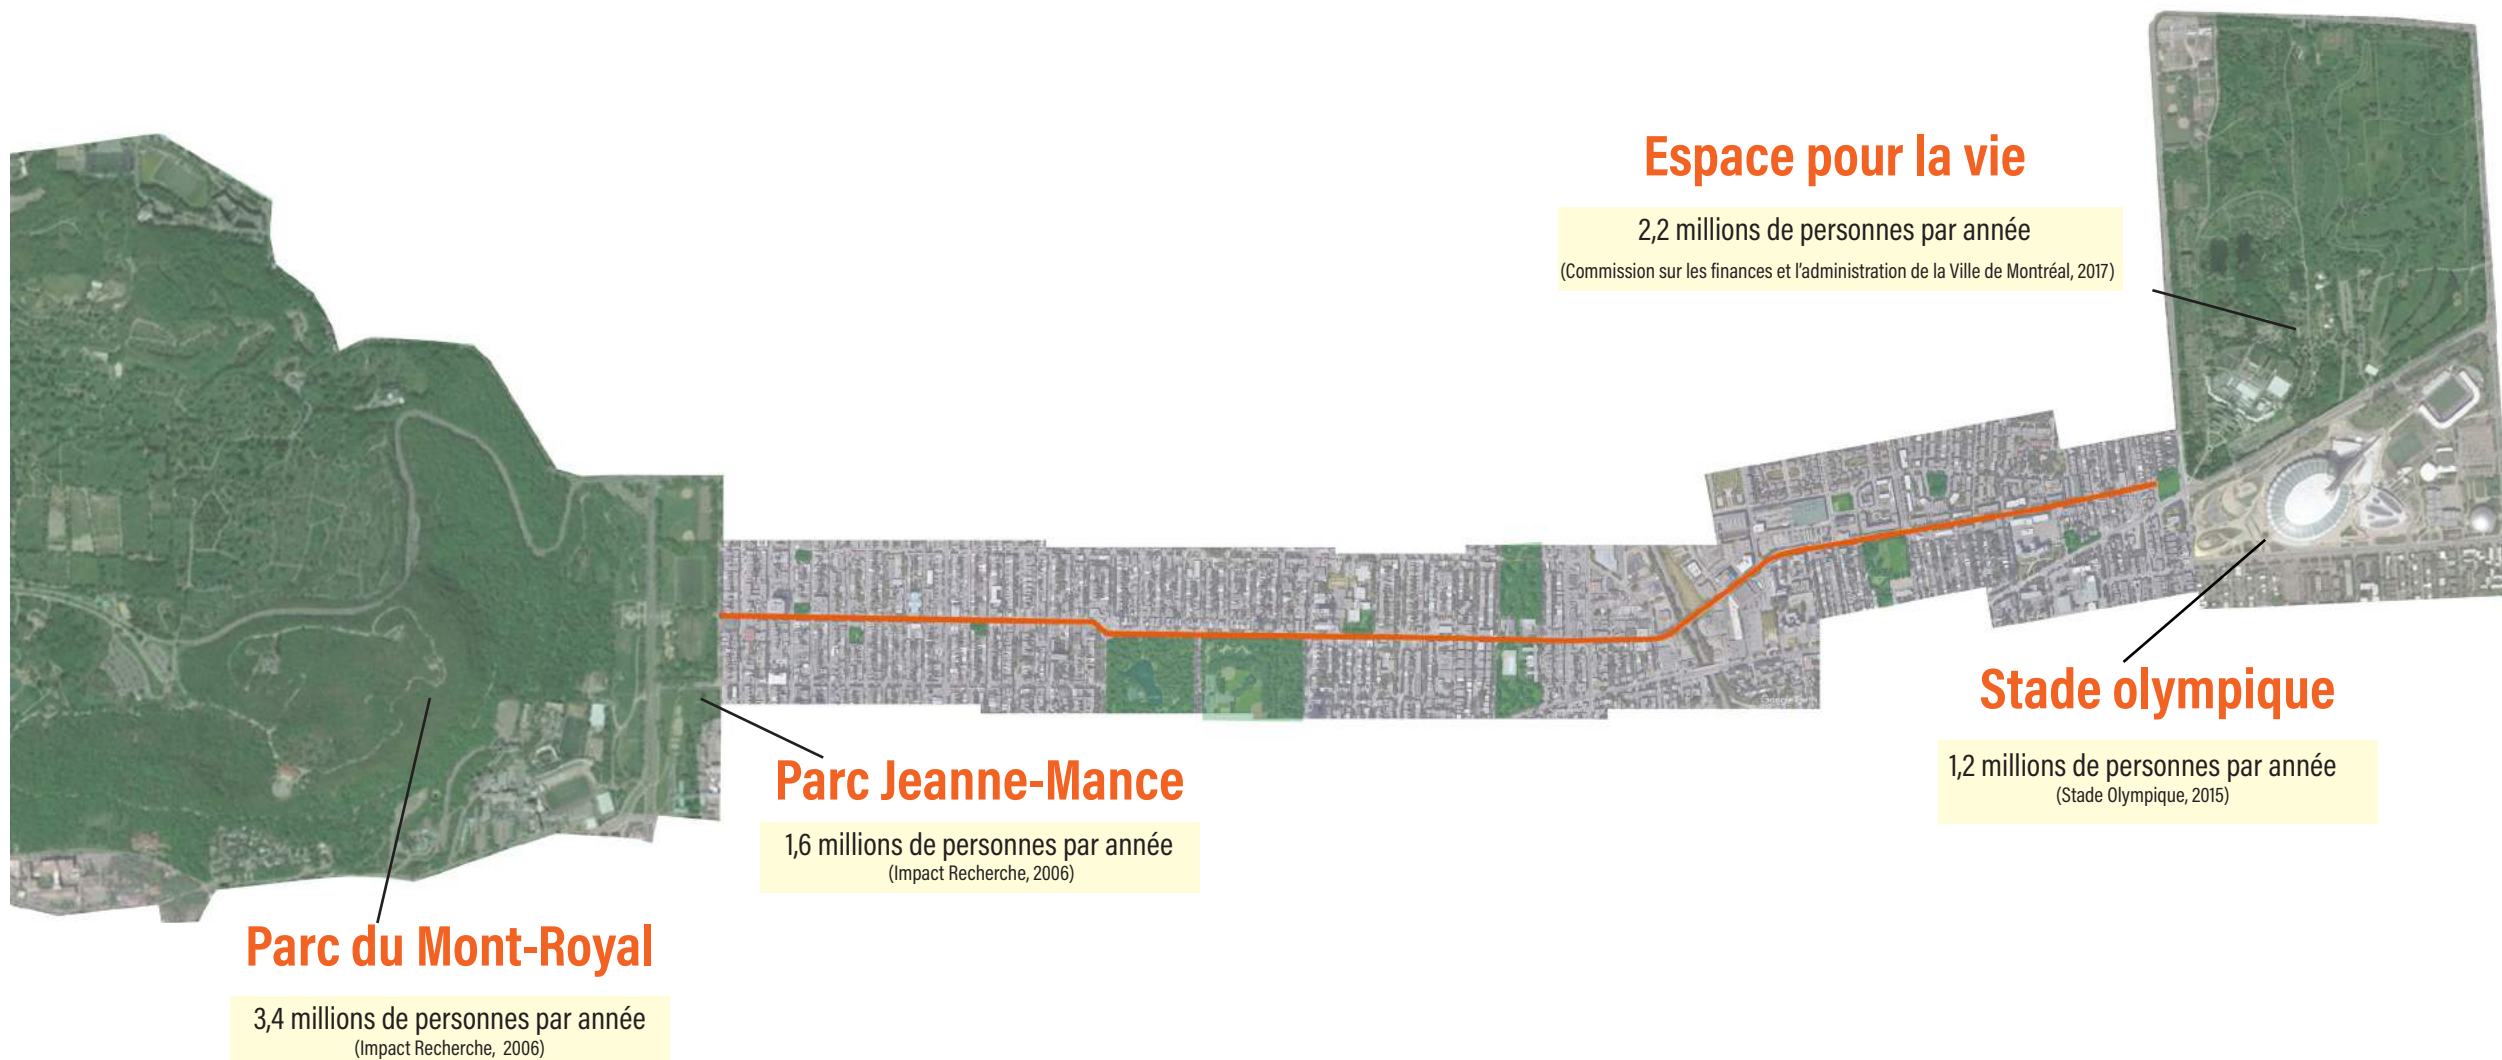 Espace pour la vie
2,2 millions de personnes par année
(Commission sur les finances et l'administration de la Ville de Montréal, 2017)
Stade olympique
1,2 millions de personnes par année
(Stade Olympique, 2015)
Parc Jeanne-Mance
1,6 millions de personnes par année
(Impact Recherche, 2006)
Parc du Mont-Royal
3,4 millions de personnes par année
(Impact Recherche, 2006)